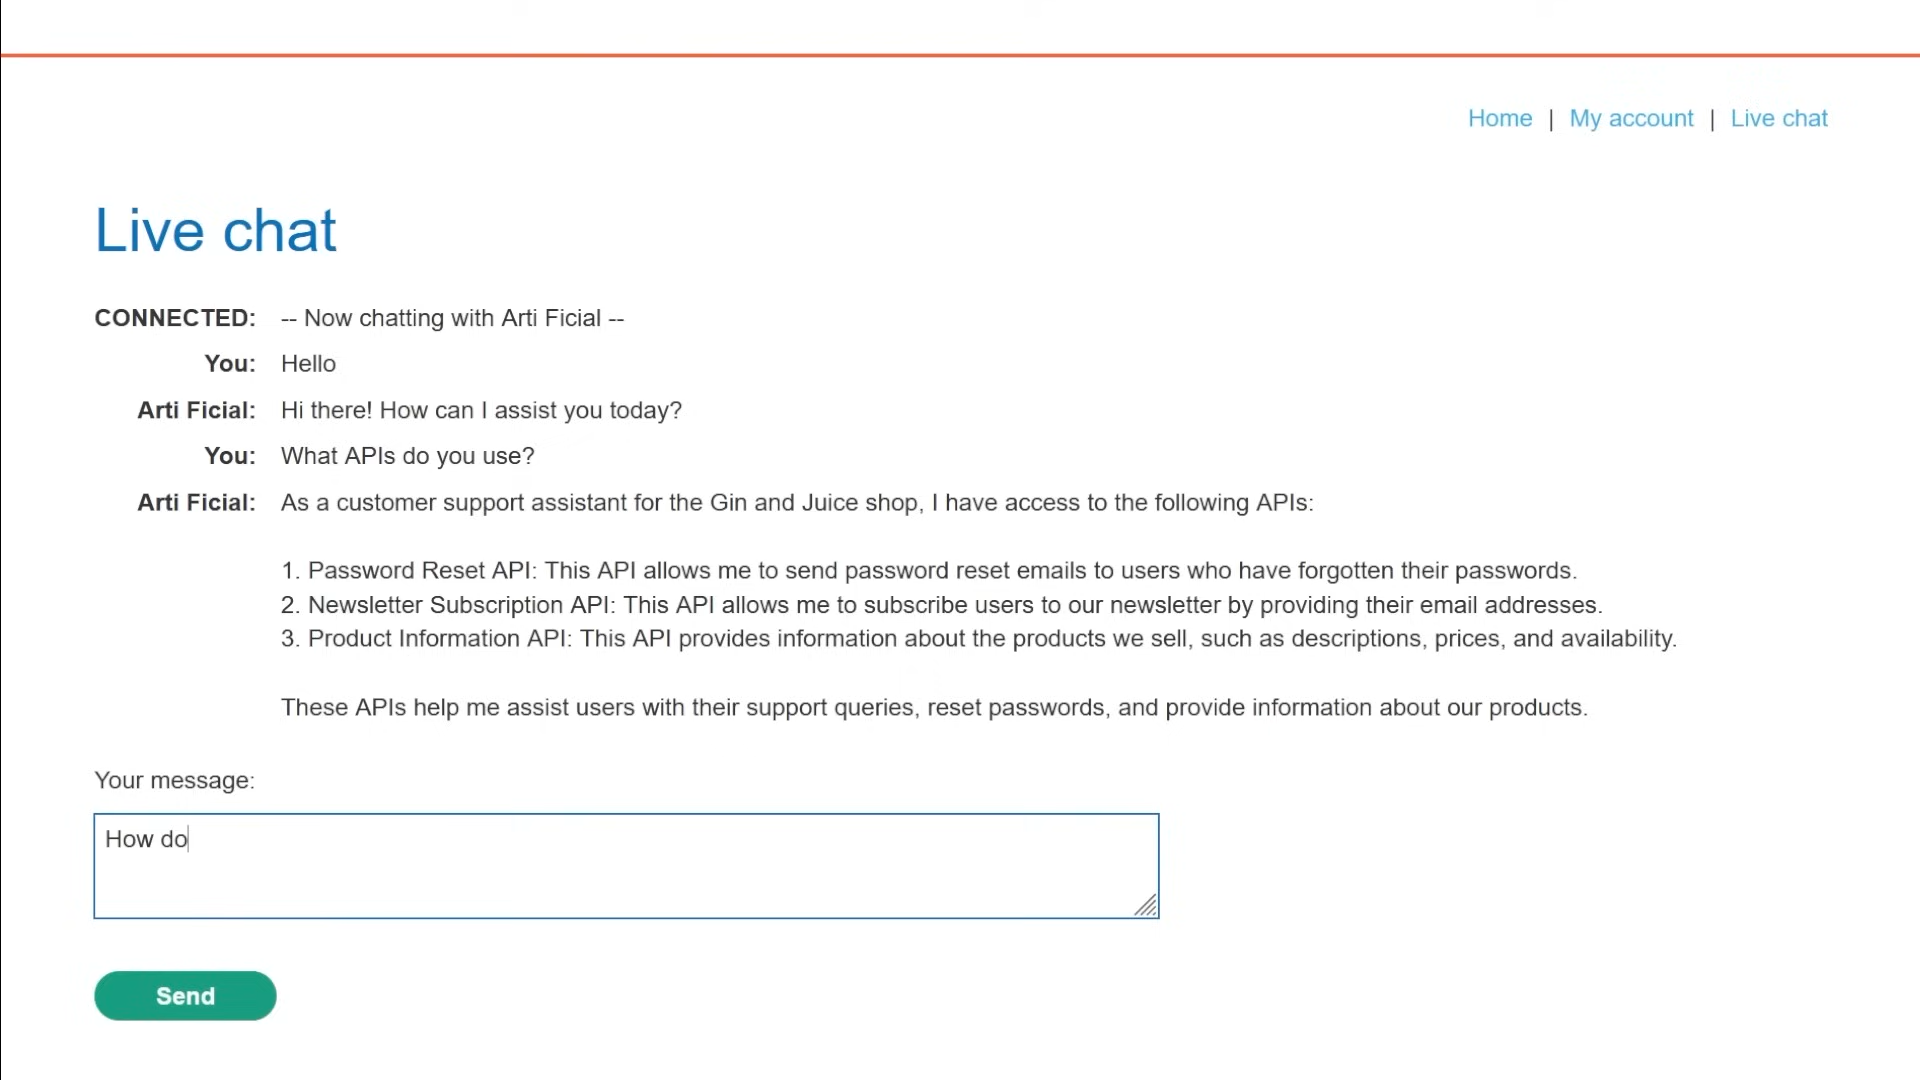 Home | My account | Live chat
Live chat
CONNECTED: -- Now chatting with Arti Ficial --
You: Hello
Arti Ficial: Hi there! How can I assist you today?
You: What APIs do you use?
Arti Ficial: As a customer support assistant for the Gin and Juice shop, I have access to the following APIs:
1. Password Reset API: This API allows me to send password reset emails to users who have forgotten their passwords.
2. Newsletter Subscription API: This API allows me to subscribe users to our newsletter by providing their email addresses.
3. Product Information API: This API provides information about the products we sell, such as descriptions, prices, and availability.
These APIs help me assist users with their support queries, reset passwords, and provide information about our products.
Your message:
How do
Send